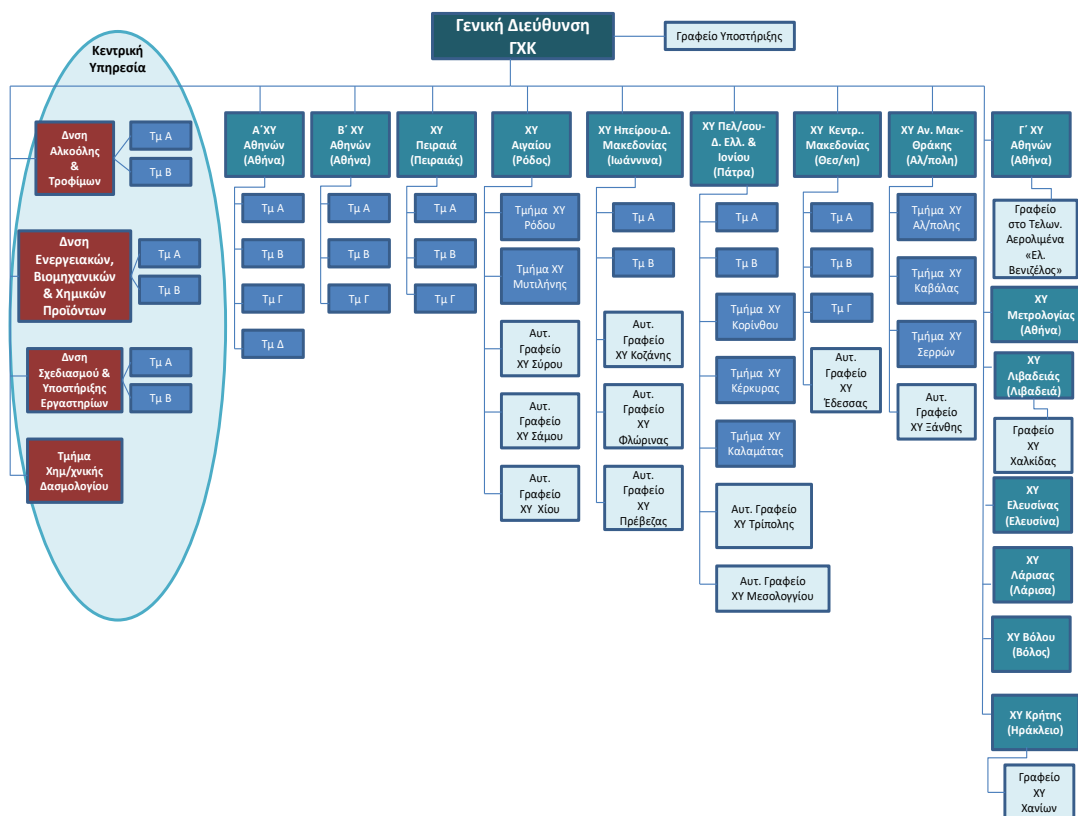 Γενική Διεύθυνση
ΓΧΚ
Γραφείο Υποστήριξης
Κεντρική
Υπηρεσία
Δνση
Αλκοόλης
&
Τροφίμων
Τμ Α
Τμ Β
Δνση
Ενεργειακών,
Βιομηχανικών
& Χημικών
Προϊόντων
Τμ Α
Τμ Β
Δνση
Σχεδιασμού &
Υποστήριξης
Εργαστηρίων
Τμ Α
Τμ Β
Τμήμα
Χημ/χνικής
Δασμολογίου
Α΄ΧΥ
Αθηνών
(Αθήνα)
Τμ Α
Τμ Β
Τμ Γ
Τμ Δ
Β΄ ΧΥ
Αθηνών
(Αθήνα)
Τμ Α
Τμ Β
Τμ Γ
ΧΥ
Πειραιά
(Πειραιάς)
Τμ Α
Τμ Β
Τμ Γ
ΧΥ
Αιγαίου
(Ρόδος)
Τμήμα ΧΥ
Ρόδου
Τμήμα ΧΥ
Μυτιλήνης
Αυτ.
Γραφείο
ΧΥ Σύρου
Αυτ.
Γραφείο
ΧΥ Σάμου
Αυτ.
Γραφείο
ΧΥ Χίου
ΧΥ Ηπείρου-Δ.
Μακεδονίας
(Ιωάννινα)
Τμ Α
Τμ Β
Αυτ.
Γραφείο
ΧΥ Κοζάνης
Αυτ.
Γραφείο
ΧΥ
Φλώρινας
Αυτ.
Γραφείο
ΧΥ
Πρέβεζας
ΧΥ Πελ/σου-
Δ. Ελλ. &
Ιονίου
(Πάτρα)
Τμ Α
Τμ Β
Τμήμα ΧΥ
Κορίνθου
Τμήμα ΧΥ
Κέρκυρας
Τμήμα ΧΥ
Καλαμάτας
Αυτ. Γραφείο
ΧΥ Τρίπολης
Αυτ. Γραφείο
ΧΥ Μεσολογγίου
ΧΥ Κεντρ..
Μακεδονίας
(Θεσ/κη)
Τμ Α
Τμ Β
Τμ Γ
Αυτ.
Γραφείο
ΧΥ
Έδεσσας
ΧΥ Αν. Μακ-
Θράκης
(Αλ/πολη)
Τμήμα ΧΥ
Αλ/πολης
Τμήμα ΧΥ
Καβάλας
Τμήμα ΧΥ
Σερρών
Αυτ.
Γραφείο
ΧΥ Ξάνθης
Γ΄ ΧΥ
Αθηνών
(Αθήνα)
Γραφείο
στο Τελων.
Αερολιμένα
«Ελ.
Βενιζέλος»
ΧΥ
Μετρολογίας
(Αθήνα)
ΧΥ
Λιβαδειάς
(Λιβαδειά)
Γραφείο
ΧΥ
Χαλκίδας
ΧΥ
Ελευσίνας
(Ελευσίνα)
ΧΥ
Λάρισας
(Λάρισα)
ΧΥ Βόλου
(Βόλος)
ΧΥ Κρήτης
(Ηράκλειο)
Γραφείο
ΧΥ
Χανίων